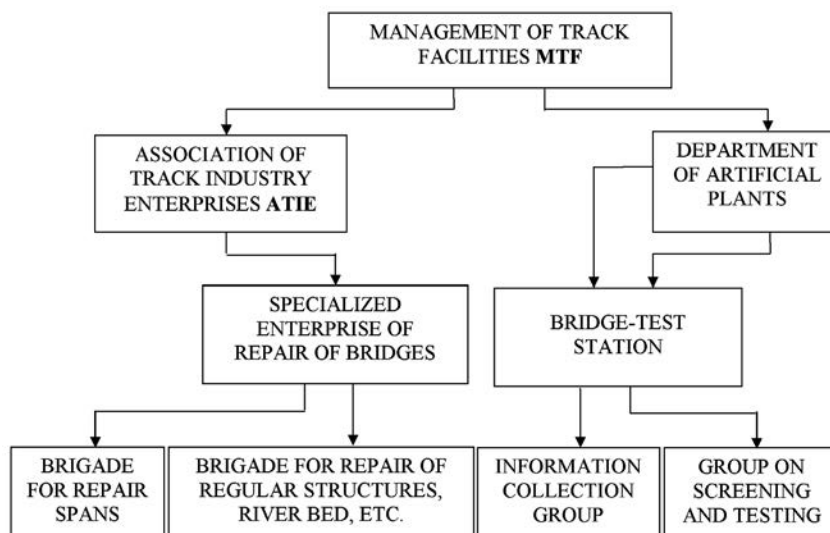 MANAGEMENT OF TRACK
FACILITIES MTF
ASSOCIATION OF
TRACK INDUSTRY
ENTERPRISES ATIE
DEPARTMENT
OF ARTIFICIAL
PLANTS
SPECIALIZED
ENTERPRISE OF
REPAIR OF BRIDGES
BRIDGE-TEST
STATION
BRIGADE
FOR REPAIR
SPANS
BRIGADE FOR REPAIR OF
REGULAR STRUCTURES,
RIVER BED, ETC.
INFORMATION
COLLECTION
GROUP
GROUP ON
SCREENING
AND TESTING